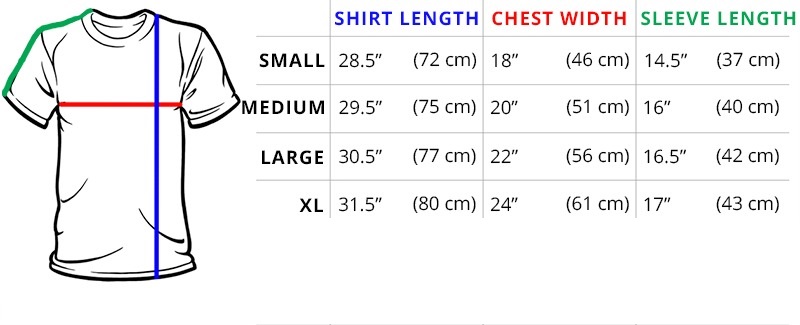 SHIRT LENGTH CHEST WIDTH SLEEVE LENGTH
SMALL 28.5” (72 cm) 18” (46 cm) 14.5” (37 cm)
MEDIUM 29.5” (75 cm) 20” (51 cm) 16” (40 cm)
LARGE 30.5” (77 cm) 22” (56 cm) 16.5” (42 cm)
XL 31.5” (80 cm) 24” (61 cm) 17” (43 cm)